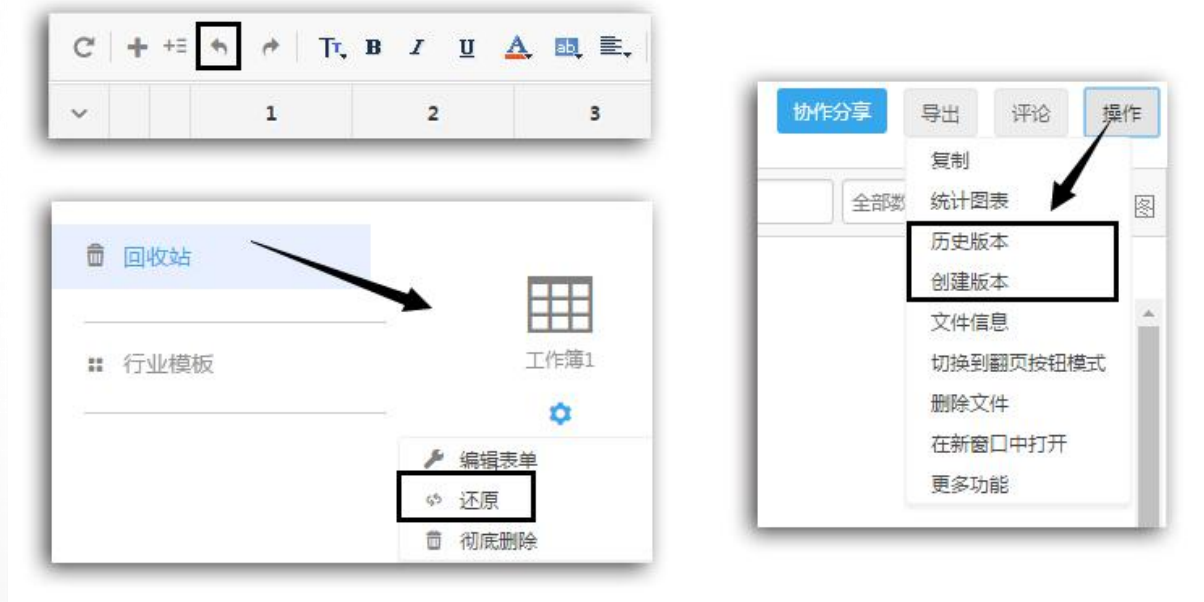 Tт B I U A ab
1 2 3
回收站
行业模板
工作簿1
编辑表单
还原
彻底删除
协作分享 导出 评论 操作
复制
全部数
统计图表
图
历史版本
创建版本
文件信息
切换到翻页按钮模式
删除文件
在新窗口中打开
更多功能